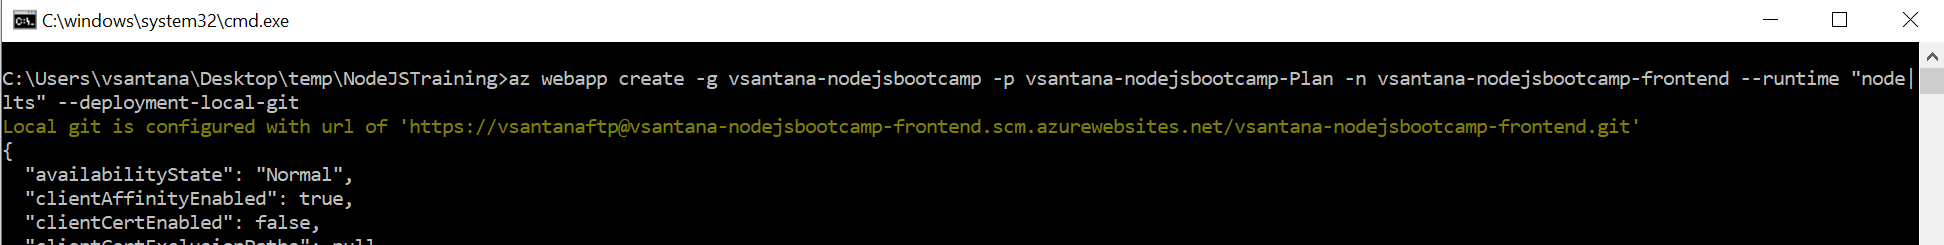 C:\windows\system32\cmd.exe
C:\Users\vsantana\Desktop\temp\NodeJSTraining>az webapp create -g vsantana-nodejsbootcamp -p vsantana-nodejsbootcamp-Plan -n vsantana-nodejsbootcamp-frontend --runtime "node|
lts" --deployment-local-git
Local git is configured with url of 'https://vsantanaftp@vsantana-nodejsbootcamp-frontend.scm.azurewebsites.net/vsantana-nodejsbootcamp-frontend.git'
{
"availabilityState": "Normal",
"clientAffinityEnabled": true,
"clientCertEnabled": false,
"clientCertExclusionPaths": null